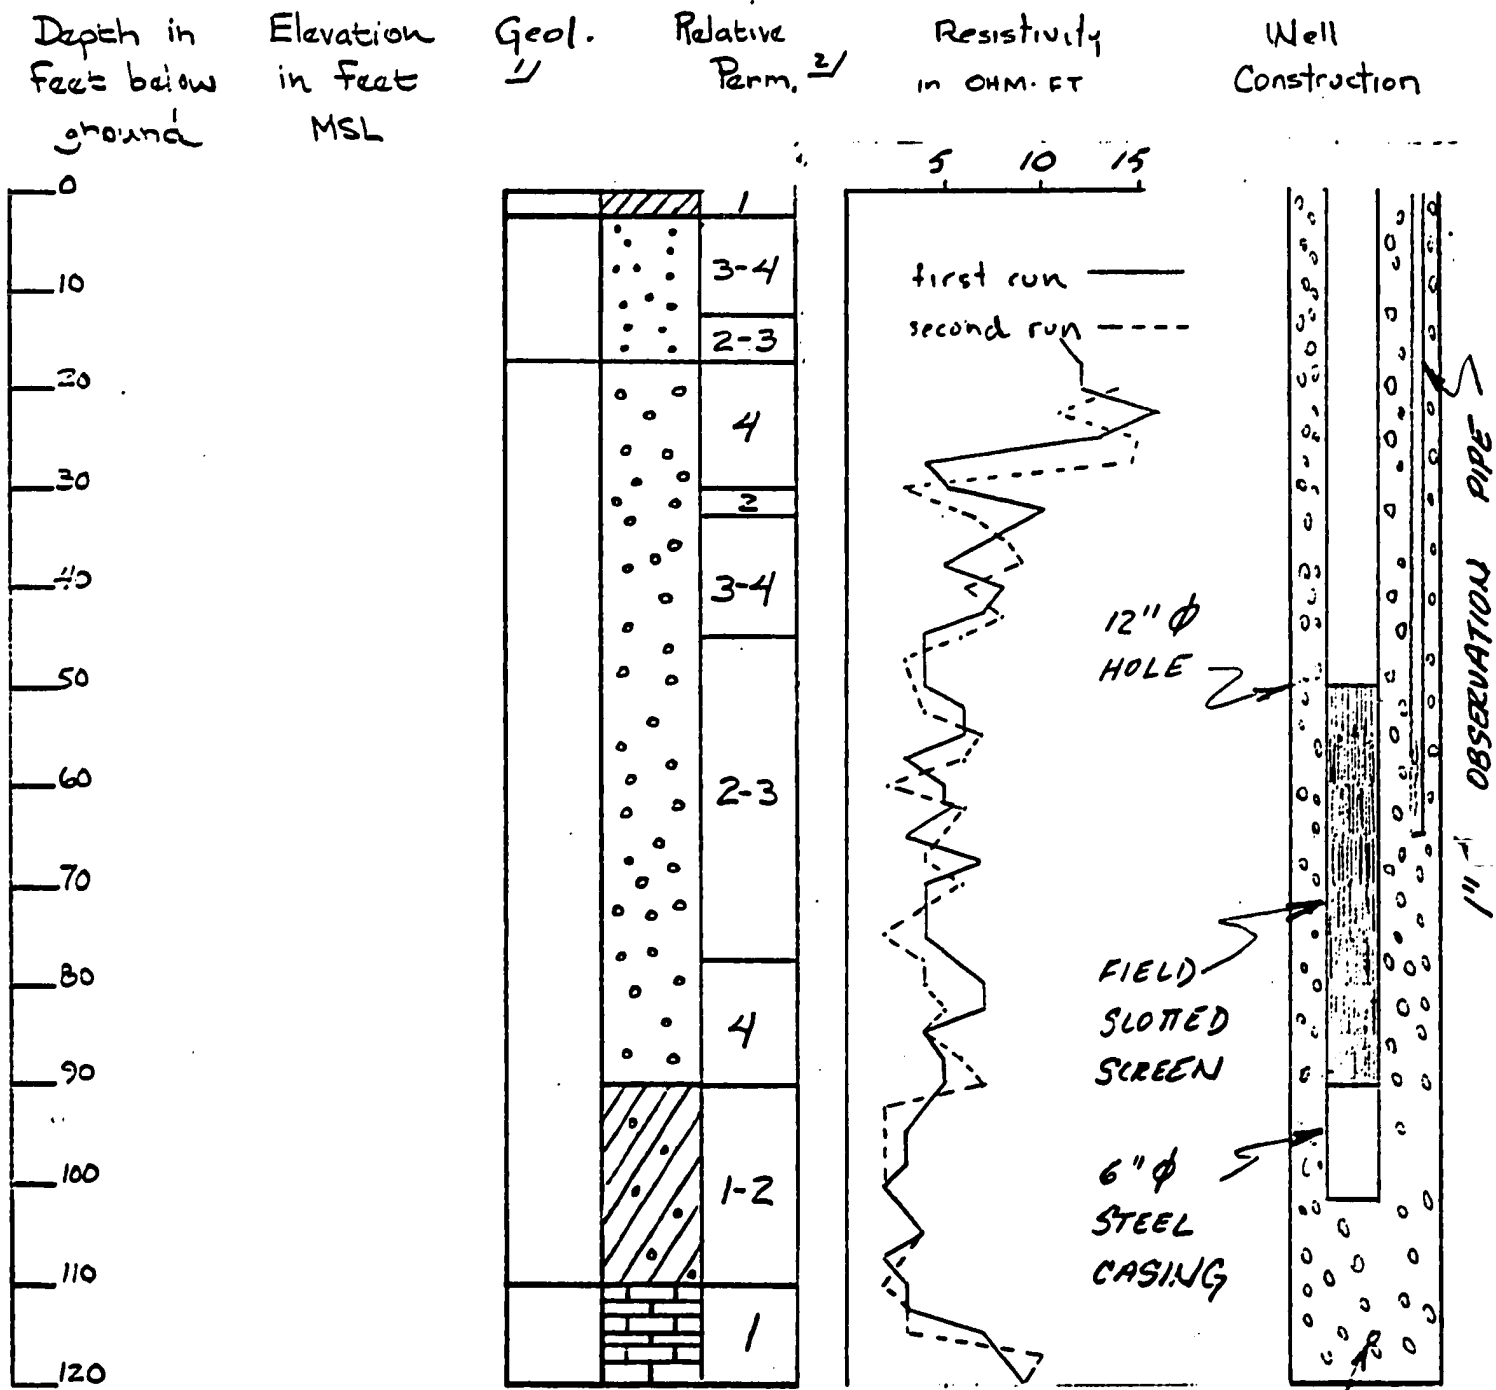 Depth in
feet below
ground
Elevation
in feet
MSL
Geol.
1/
Relative
Perm. 2/
Resistivity
in OHM·FT
Well
Construction
5 10 15
0
10
20
30
40
50
60
70
80
90
100
110
120
1
3-4
2-3
4
2
3-4
2-3
4
1-2
1
first run
second run
12" ϕ
HOLE
FIELD
SLOTTED
SCREEN
6" ϕ
STEEL
CASING
1" OBSERVATION PIPE